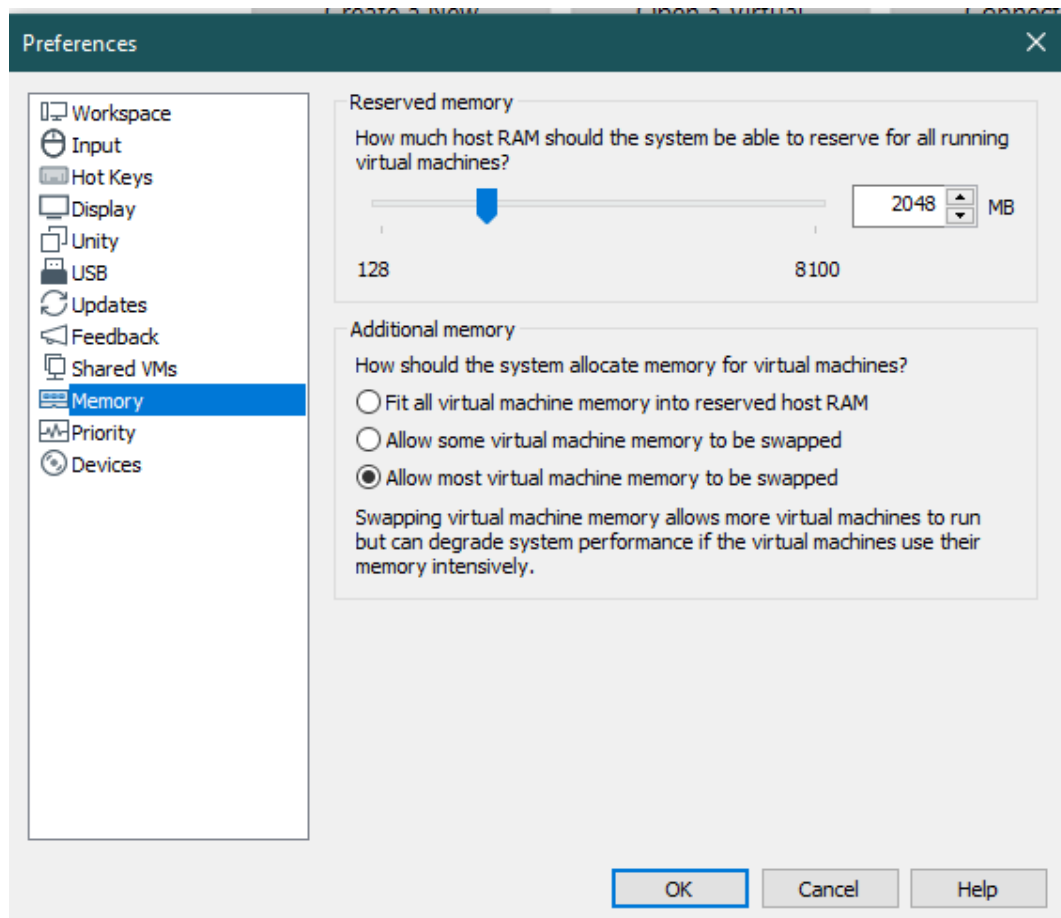 Create a New Open a Virtual Connect
Preferences
Workspace
Input
Hot Keys
Display
Unity
USB
Updates
Feedback
Shared VMs
Memory
Priority
Devices
Reserved memory
How much host RAM should the system be able to reserve for all running
virtual machines?
2048 MB
128 8100
Additional memory
How should the system allocate memory for virtual machines?
Fit all virtual machine memory into reserved host RAM
Allow some virtual machine memory to be swapped
Allow most virtual machine memory to be swapped
Swapping virtual machine memory allows more virtual machines to run
but can degrade system performance if the virtual machines use their
memory intensively.
OK Cancel Help